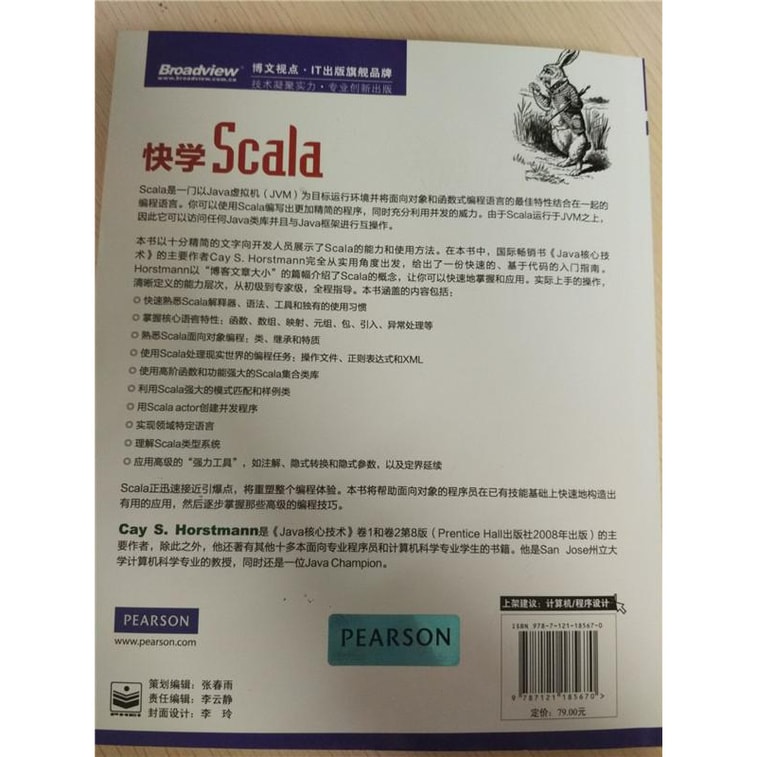 Broadview®
www.broadview.com.cn
博文视点·IT出版旗舰品牌
技术凝聚实力·专业创新出版
快学Scala
Scala是一门以Java虚拟机（JVM）为目标运行环境并将面向对象和函数式编程语言的最佳特性结合在一起的
编程语言。你可以使用Scala编写出更加精简的程序，同时充分利用并发的威力。由于Scala运行于JVM之上，
因此它可以访问任何Java类库并且与Java框架进行互操作。
本书以十分精简的文字向开发人员展示了Scala的能力和使用方法。在本书中，国际畅销书《Java核心技
术》的主要作者Cay S. Horstmann完全从实用角度出发，给出了一份快速的、基于代码的入门指南。
Horstmann以“博客文章大小”的篇幅介绍了Scala的概念，让你可以快速地掌握和应用。实际上手的操作，
清晰定义的能力层次，从初级到专家级，全程指导。本书涵盖的内容包括：
快速熟悉Scala解释器、语法、工具和独有的使用习惯
掌握核心语言特性：函数、数组、映射、元组、包、引入、异常处理等
熟悉Scala面向对象编程：类、继承和特质
使用Scala处理现实世界的编程任务：操作文件、正则表达式和XML
使用高阶函数和功能强大的Scala集合类库
利用Scala强大的模式匹配和样例类
用Scala actor创建并发程序
实现领域特定语言
理解Scala类型系统
应用高级的“强力工具”，如注解、隐式转换和隐式参数，以及定界延续
Scala正迅速接近引爆点，将重塑整个编程体验。本书将帮助面向对象的程序员在已有技能基础上快速地构造出
有用的应用，然后逐步掌握那些高级的编程技巧。
Cay S. Horstmann是《Java核心技术》卷1和卷2第8版（Prentice Hall出版社2008年出版）的主
要作者，除此之外，他还著有其他十多本面向专业程序员和计算机科学专业学生的书籍。他是San Jose州立大
学计算机科学专业的教授，同时还是一位Java Champion。
PEARSON
www.pearson.com
PEARSON
上架建议：计算机/程序设计
ISBN 978-7-121-18567-0
9 787121 185670 >
定价：79.00元
策划编辑：张春雨
责任编辑：李云静
封面设计：李 玲